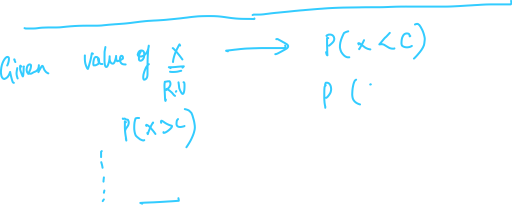 Given value of X → P(x < C)
R.V
P(
P(x>C)